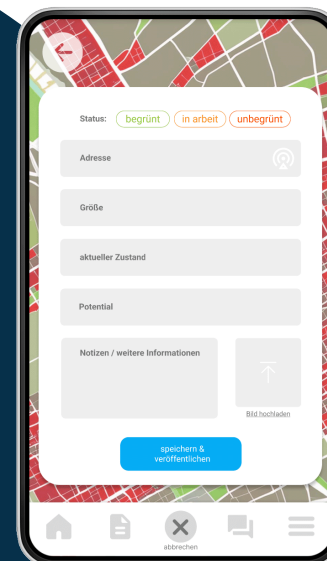 Status: begrünt in arbeit unbegrünt
Adresse
Größe
aktueller Zustand
Potential
Notizen / weitere Informationen
Bild hochladen
speichern &
veröffentlichen
abbrechen